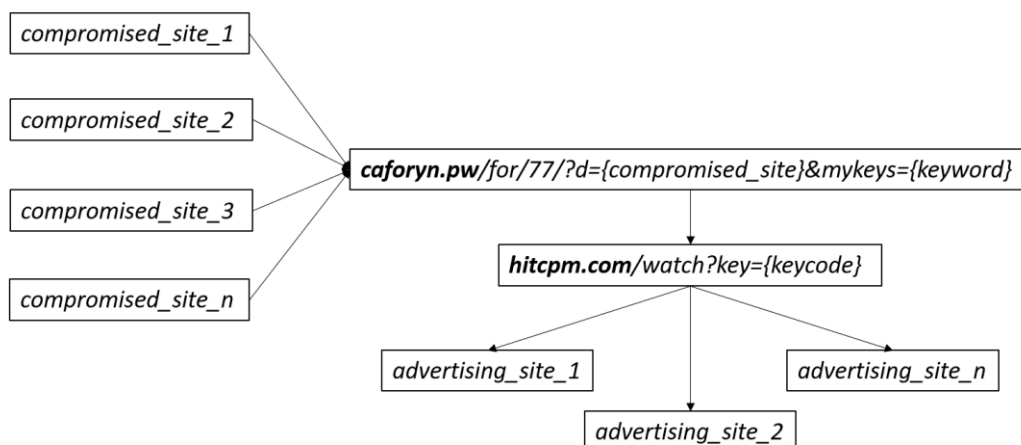 compromised_site_1
compromised_site_2
compromised_site_3
compromised_site_n
caforyn.pw/for/77/?d={compromised_site}&mykeys={keyword}
hitcpm.com/watch?key={keycode}
advertising_site_1
advertising_site_n
advertising_site_2